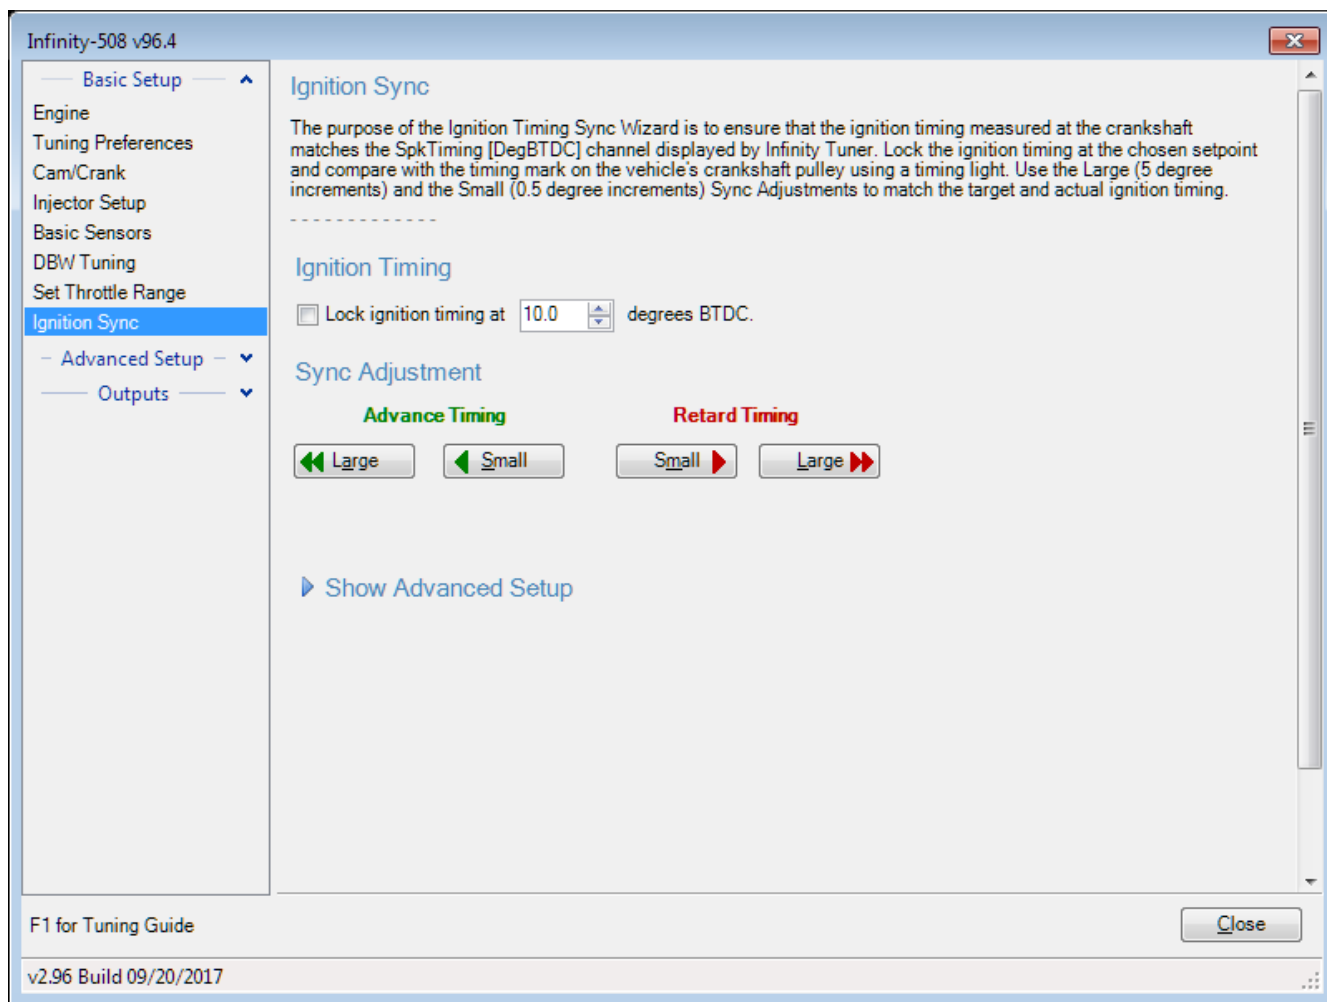 Infinity-508 v96.4
Basic Setup
Engine
Tuning Preferences
Cam/Crank
Injector Setup
Basic Sensors
DBW Tuning
Set Throttle Range
Ignition Sync
Advanced Setup
Outputs
Ignition Sync
The purpose of the Ignition Timing Sync Wizard is to ensure that the ignition timing measured at the crankshaft
matches the SpkTiming [DegBTDC] channel displayed by Infinity Tuner. Lock the ignition timing at the chosen setpoint
and compare with the timing mark on the vehicle's crankshaft pulley using a timing light. Use the Large (5 degree
increments) and the Small (0.5 degree increments) Sync Adjustments to match the target and actual ignition timing.
- - - - - - - - - - - - -
Ignition Timing
Lock ignition timing at 10.0 degrees BTDC.
Sync Adjustment
Advance Timing Retard Timing
Large Small Small Large
Show Advanced Setup
F1 for Tuning Guide
Close
v2.96 Build 09/20/2017